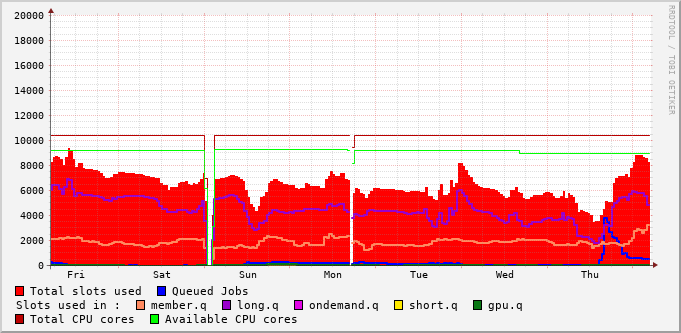 20000
18000
16000
14000
12000
10000
8000
6000
4000
2000
0
Fri Sat Sun Mon Tue Wed Thu
RRDTOOL / TOBI OETIKER
Total slots used Queued Jobs
Slots used in : member.q long.q ondemand.q short.q gpu.q
Total CPU cores Available CPU cores